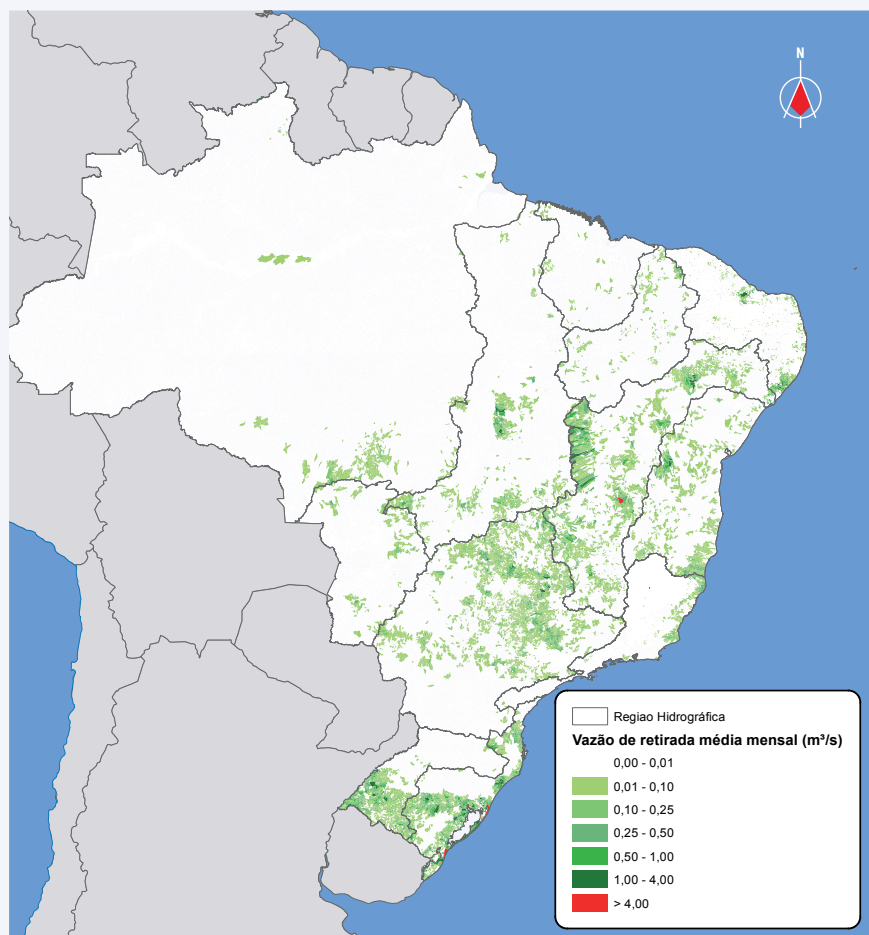 N
Regiao Hidrográfica
Vazão de retirada média mensal (m³/s)
0,00 - 0,01
0,01 - 0,10
0,10 - 0,25
0,25 - 0,50
0,50 - 1,00
1,00 - 4,00
> 4,00